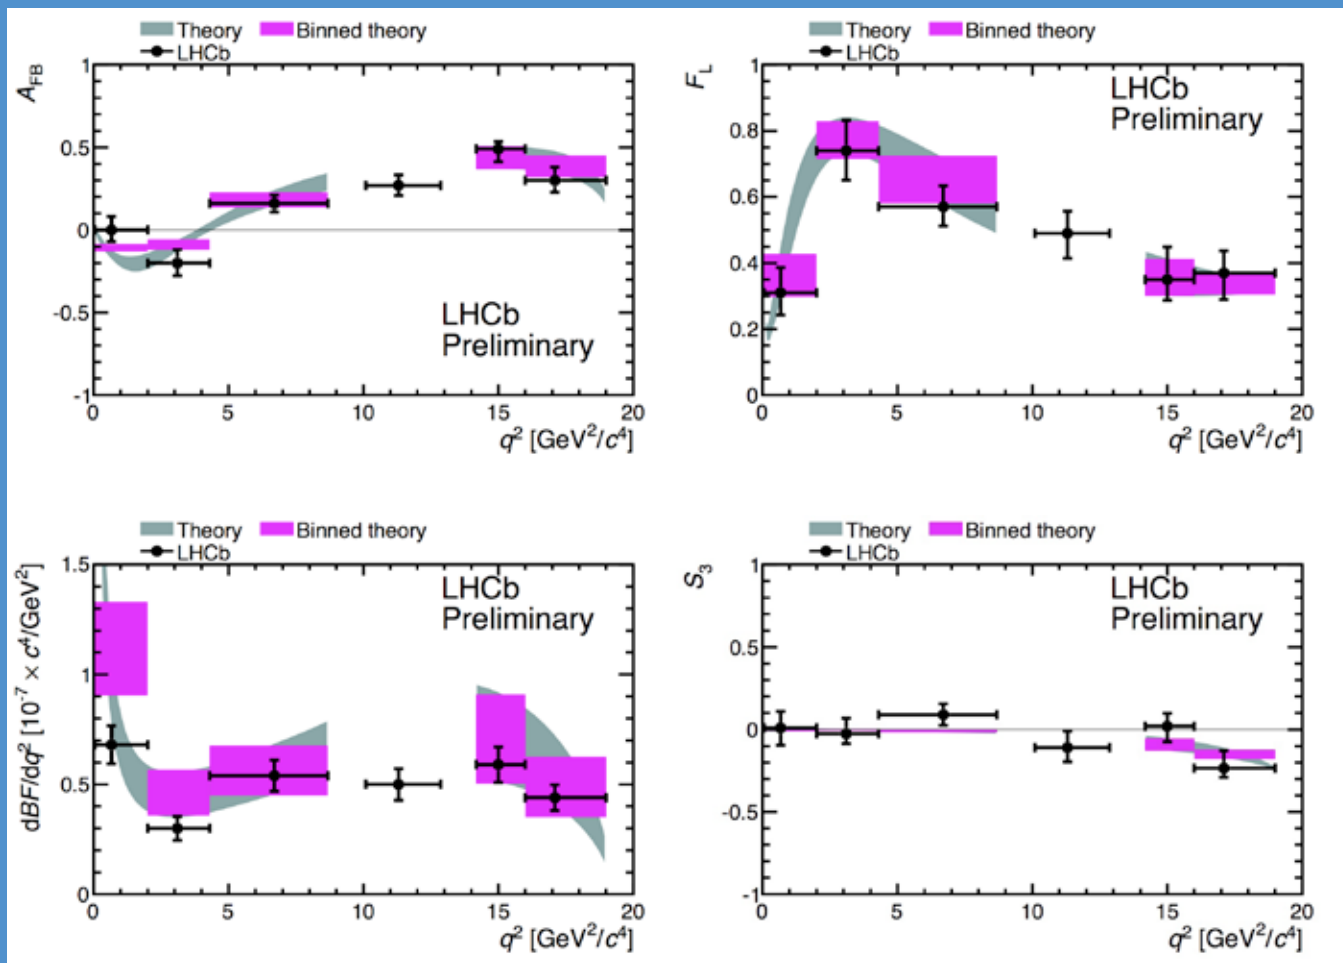 Theory Binned theory
LHCb
A_FB
1
0.5
0
-0.5
-1
LHCb
Preliminary
0 5 10 15 20
q² [GeV²/c⁴]
Theory Binned theory
LHCb
F_L
1
0.8
0.6
0.4
0.2
0
LHCb
Preliminary
0 5 10 15 20
q² [GeV²/c⁴]
Theory Binned theory
LHCb
dBF/dq² [10⁻⁷ × c⁴/GeV²]
1.5
1
0.5
0
LHCb
Preliminary
0 5 10 15 20
q² [GeV²/c⁴]
Theory Binned theory
LHCb
S₃
1
0.5
0
-0.5
-1
LHCb
Preliminary
0 5 10 15 20
q² [GeV²/c⁴]